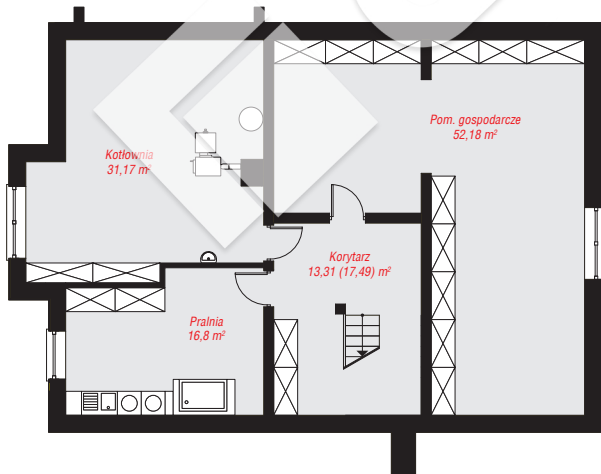 Kotłownia
31,17 m²
Pom. gospodarcze
52,18 m²
Korytarz
13,31 (17,49) m²
Pralnia
16,8 m²